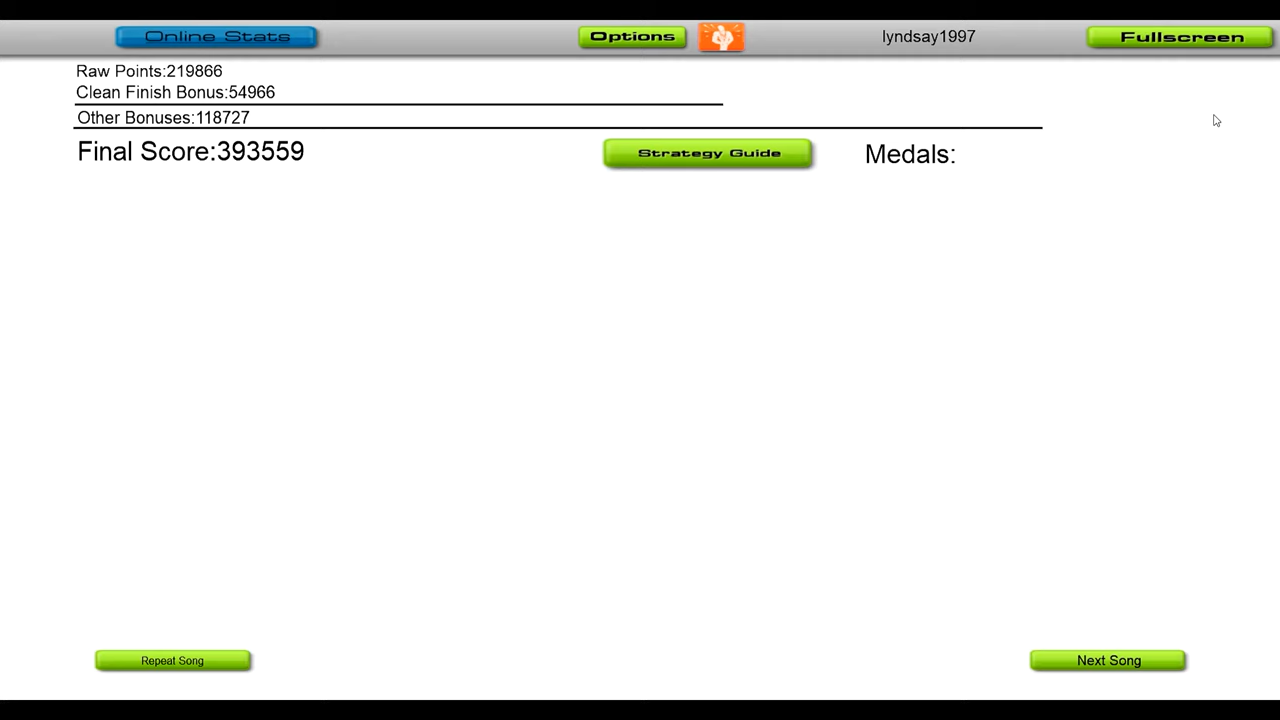 Online Stats
Options
lyndsay1997
Fullscreen
Raw Points:219866
Clean Finish Bonus:54966
Other Bonuses:118727
Final Score:393559
Strategy Guide
Medals:
Repeat Song
Next Song